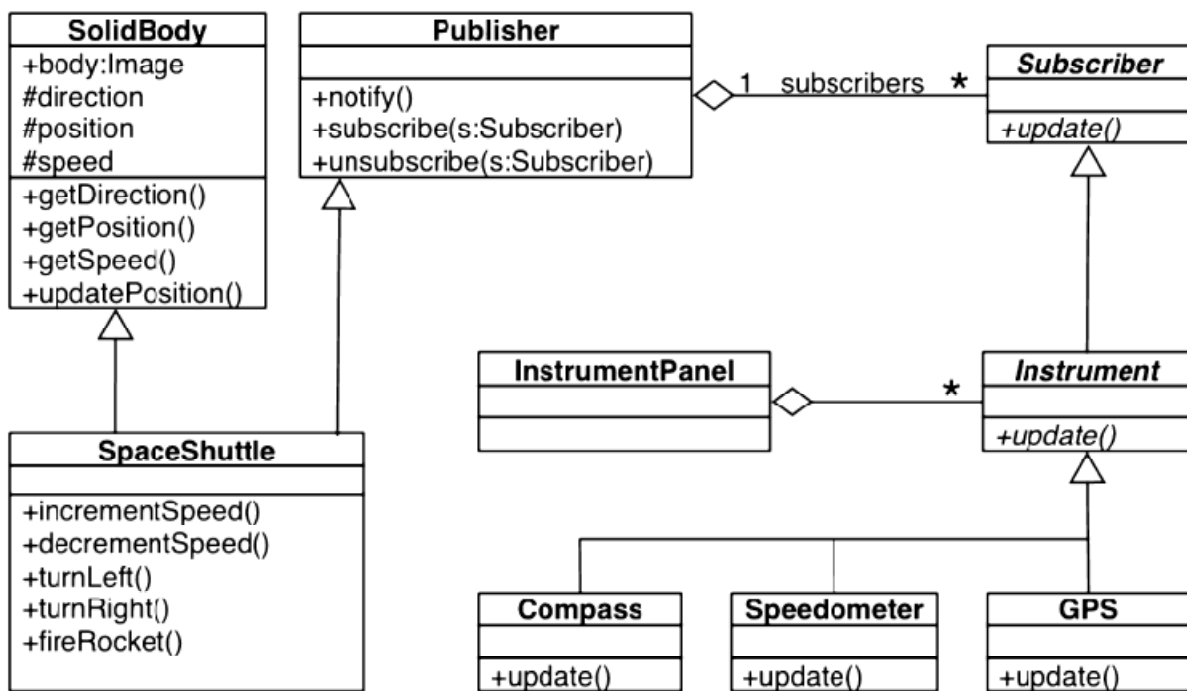 SolidBody
+body:Image
#direction
#position
#speed
+getDirection()
+getPosition()
+getSpeed()
+updatePosition()
Publisher
+notify()
+subscribe(s:Subscriber)
+unsubscribe(s:Subscriber)
1 subscribers *
Subscriber
+update()
InstrumentPanel
*
Instrument
+update()
SpaceShuttle
+incrementSpeed()
+decrementSpeed()
+turnLeft()
+turnRight()
+fireRocket()
Compass
+update()
Speedometer
+update()
GPS
+update()